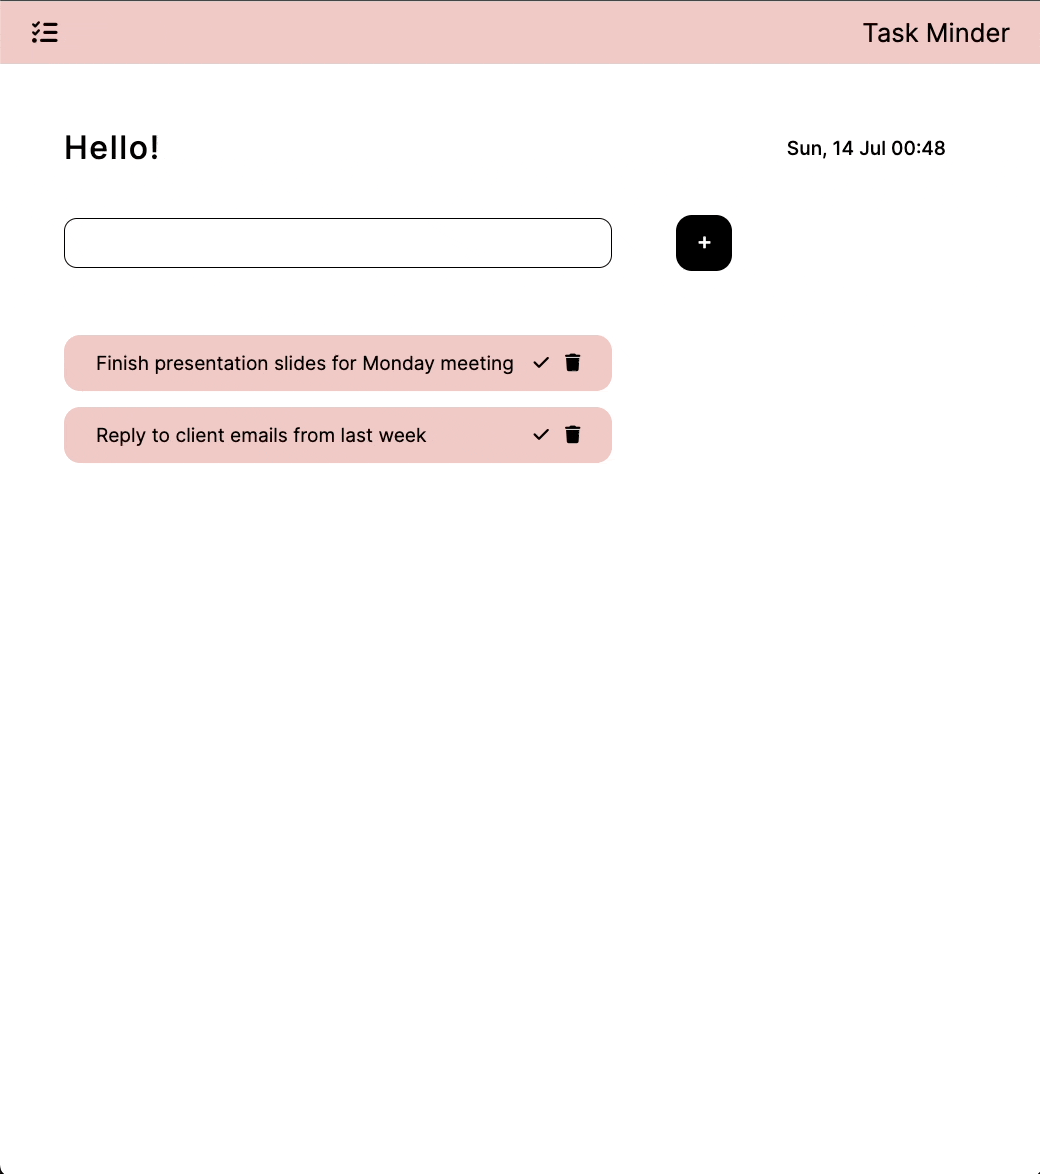 Task Minder
Hello!
Sun, 14 Jul 00:48
+
Finish presentation slides for Monday meeting
Reply to client emails from last week